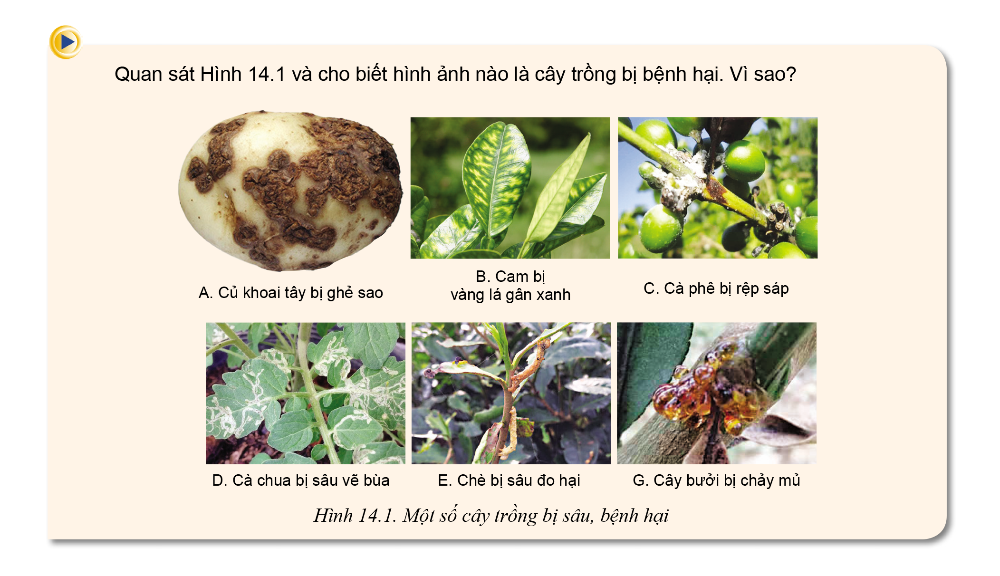 Quan sát Hình 14.1 và cho biết hình ảnh nào là cây trồng bị bệnh hại. Vì sao?
A. Củ khoai tây bị ghẻ sao
B. Cam bị
vàng lá gân xanh
C. Cà phê bị rệp sáp
D. Cà chua bị sâu vẽ bùa
E. Chè bị sâu đo hại
G. Cây bưởi bị chảy mủ
Hình 14.1. Một số cây trồng bị sâu, bệnh hại